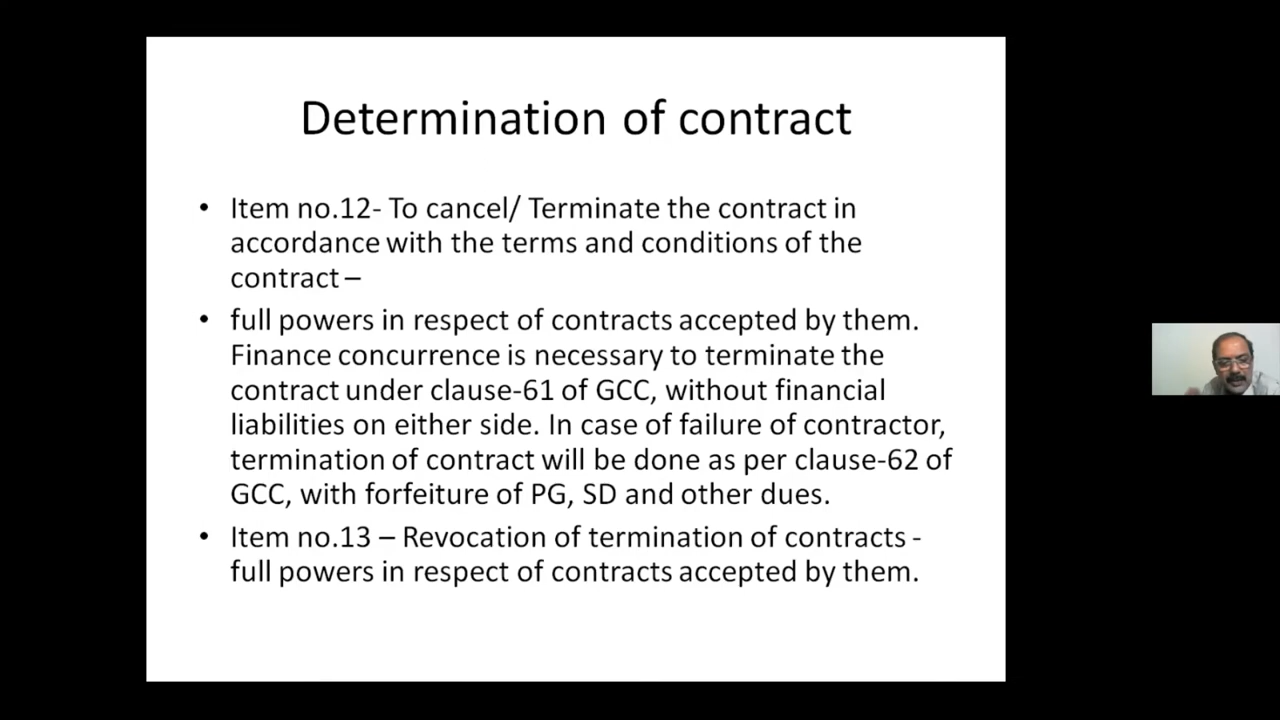 Determination of contract
• Item no.12- To cancel/ Terminate the contract in
accordance with the terms and conditions of the
contract –
• full powers in respect of contracts accepted by them.
Finance concurrence is necessary to terminate the
contract under clause-61 of GCC, without financial
liabilities on either side. In case of failure of contractor,
termination of contract will be done as per clause-62 of
GCC, with forfeiture of PG, SD and other dues.
• Item no.13 – Revocation of termination of contracts -
full powers in respect of contracts accepted by them.